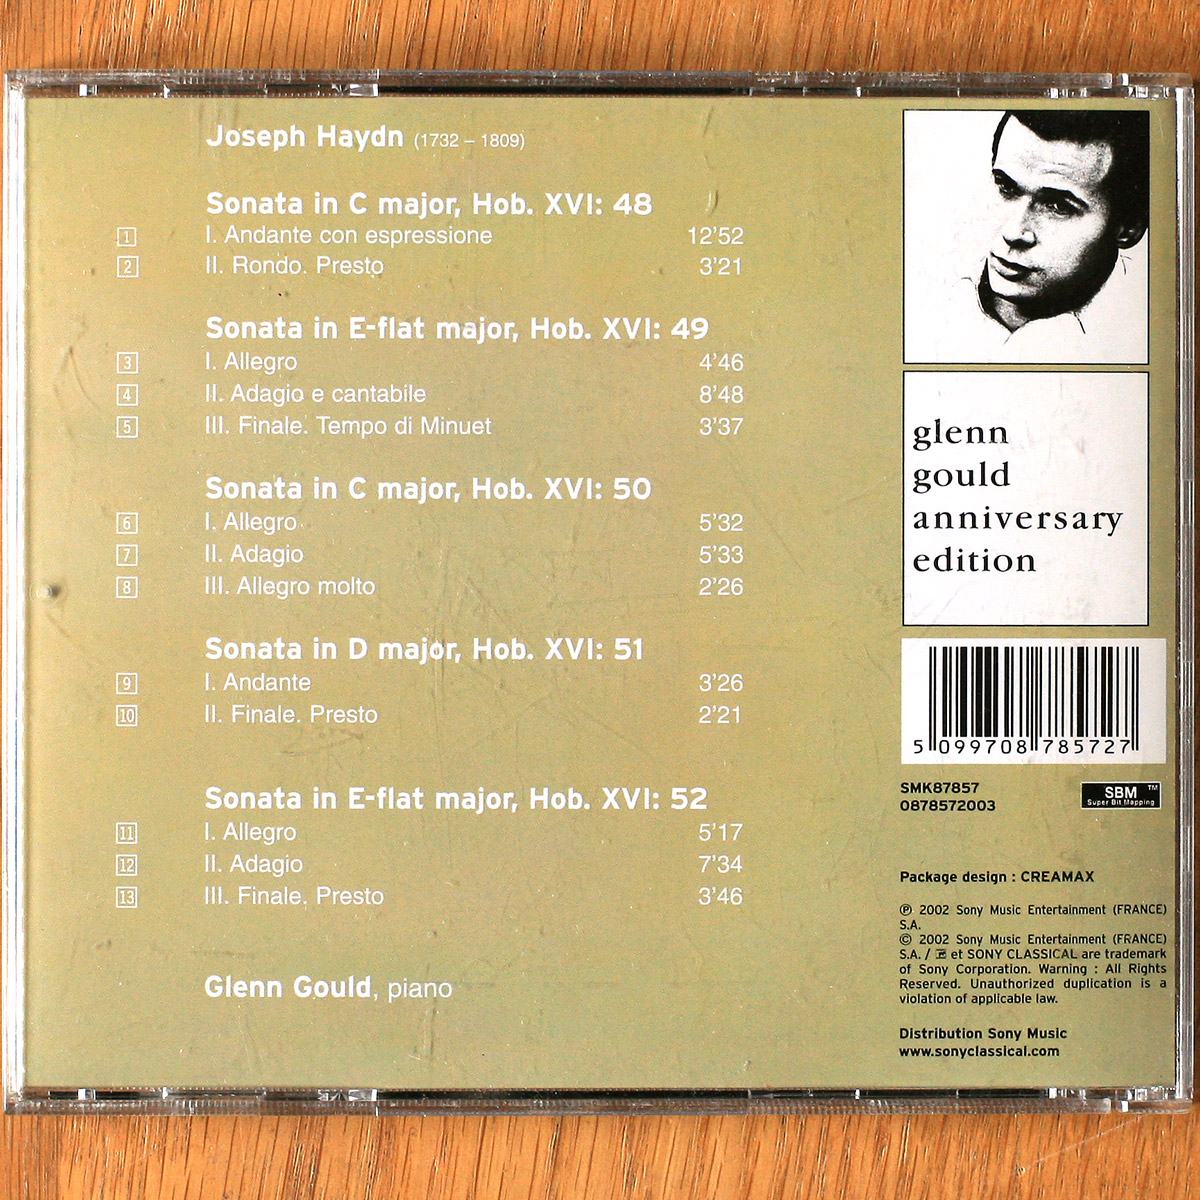 Joseph Haydn (1732 – 1809)
Sonata in C major, Hob. XVI: 48
1 I. Andante con espressione 12'52
2 II. Rondo. Presto 3'21
Sonata in E-flat major, Hob. XVI: 49
3 I. Allegro 4'46
4 II. Adagio e cantabile 8'48
5 III. Finale. Tempo di Minuet 3'37
Sonata in C major, Hob. XVI: 50
6 I. Allegro 5'32
7 II. Adagio 5'33
8 III. Allegro molto 2'26
Sonata in D major, Hob. XVI: 51
9 I. Andante 3'26
10 II. Finale. Presto 2'21
Sonata in E-flat major, Hob. XVI: 52
11 I. Allegro 5'17
12 II. Adagio 7'34
13 III. Finale. Presto 3'46
Glenn Gould, piano
glenn
gould
anniversary
edition
5 099708 785727
SMK87857
0878572003
SBM™
Super Bit Mapping
Package design : CREAMAX
℗ 2002 Sony Music Entertainment (FRANCE)
S.A.
© 2002 Sony Music Entertainment (FRANCE)
S.A. / et SONY CLASSICAL are trademark
of Sony Corporation. Warning : All Rights
Reserved. Unauthorized duplication is a
violation of applicable law.
Distribution Sony Music
www.sonyclassical.com